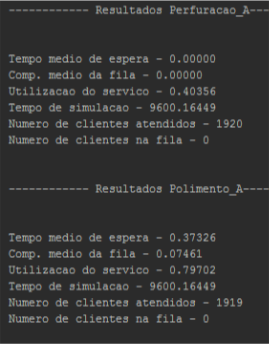 ------------ Resultados Perfuracao_A----
Tempo medio de espera - 0.00000
Comp. medio da fila - 0.00000
Utilizacao do servico - 0.40356
Tempo de simulacao - 9600.16449
Numero de clientes atendidos - 1920
Numero de clientes na fila - 0
------------ Resultados Polimento_A----
Tempo medio de espera - 0.37326
Comp. medio da fila - 0.07461
Utilizacao do servico - 0.79702
Tempo de simulacao - 9600.16449
Numero de clientes atendidos - 1919
Numero de clientes na fila - 0